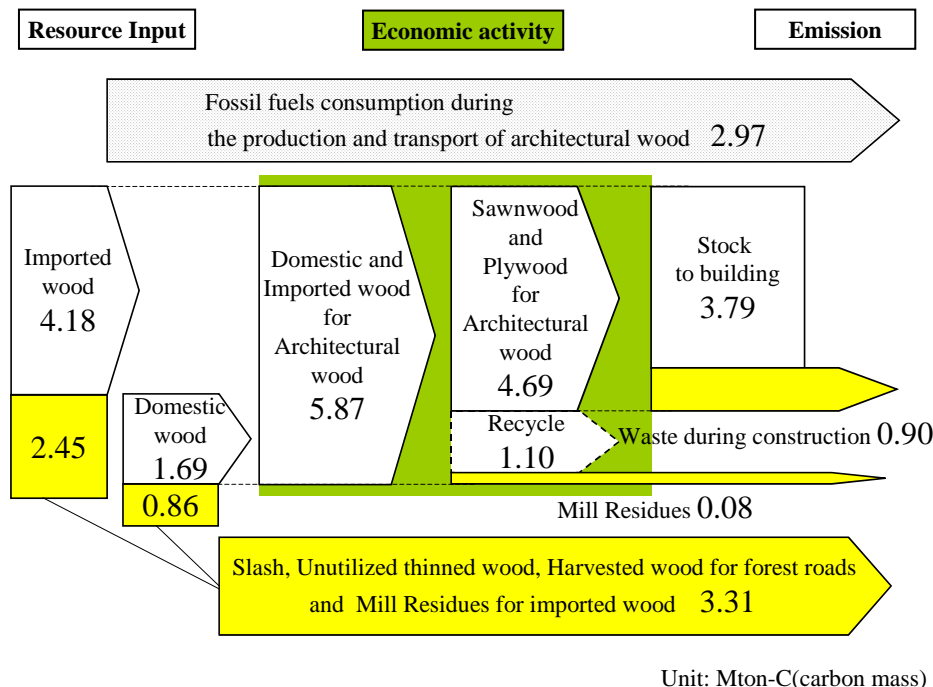 Resource Input
Economic activity
Emission
Fossil fuels consumption during
the production and transport of architectural wood 2.97
Imported
wood
4.18
2.45
Domestic
wood
1.69
0.86
Domestic and
Imported wood
for
Architectural
wood
5.87
Sawnwood
and
Plywood
for
Architectural
wood
4.69
Recycle
1.10
Stock
to building
3.79
Waste during construction 0.90
Mill Residues 0.08
Slash, Unutilized thinned wood, Harvested wood for forest roads
and Mill Residues for imported wood 3.31
Unit: Mton-C(carbon mass)